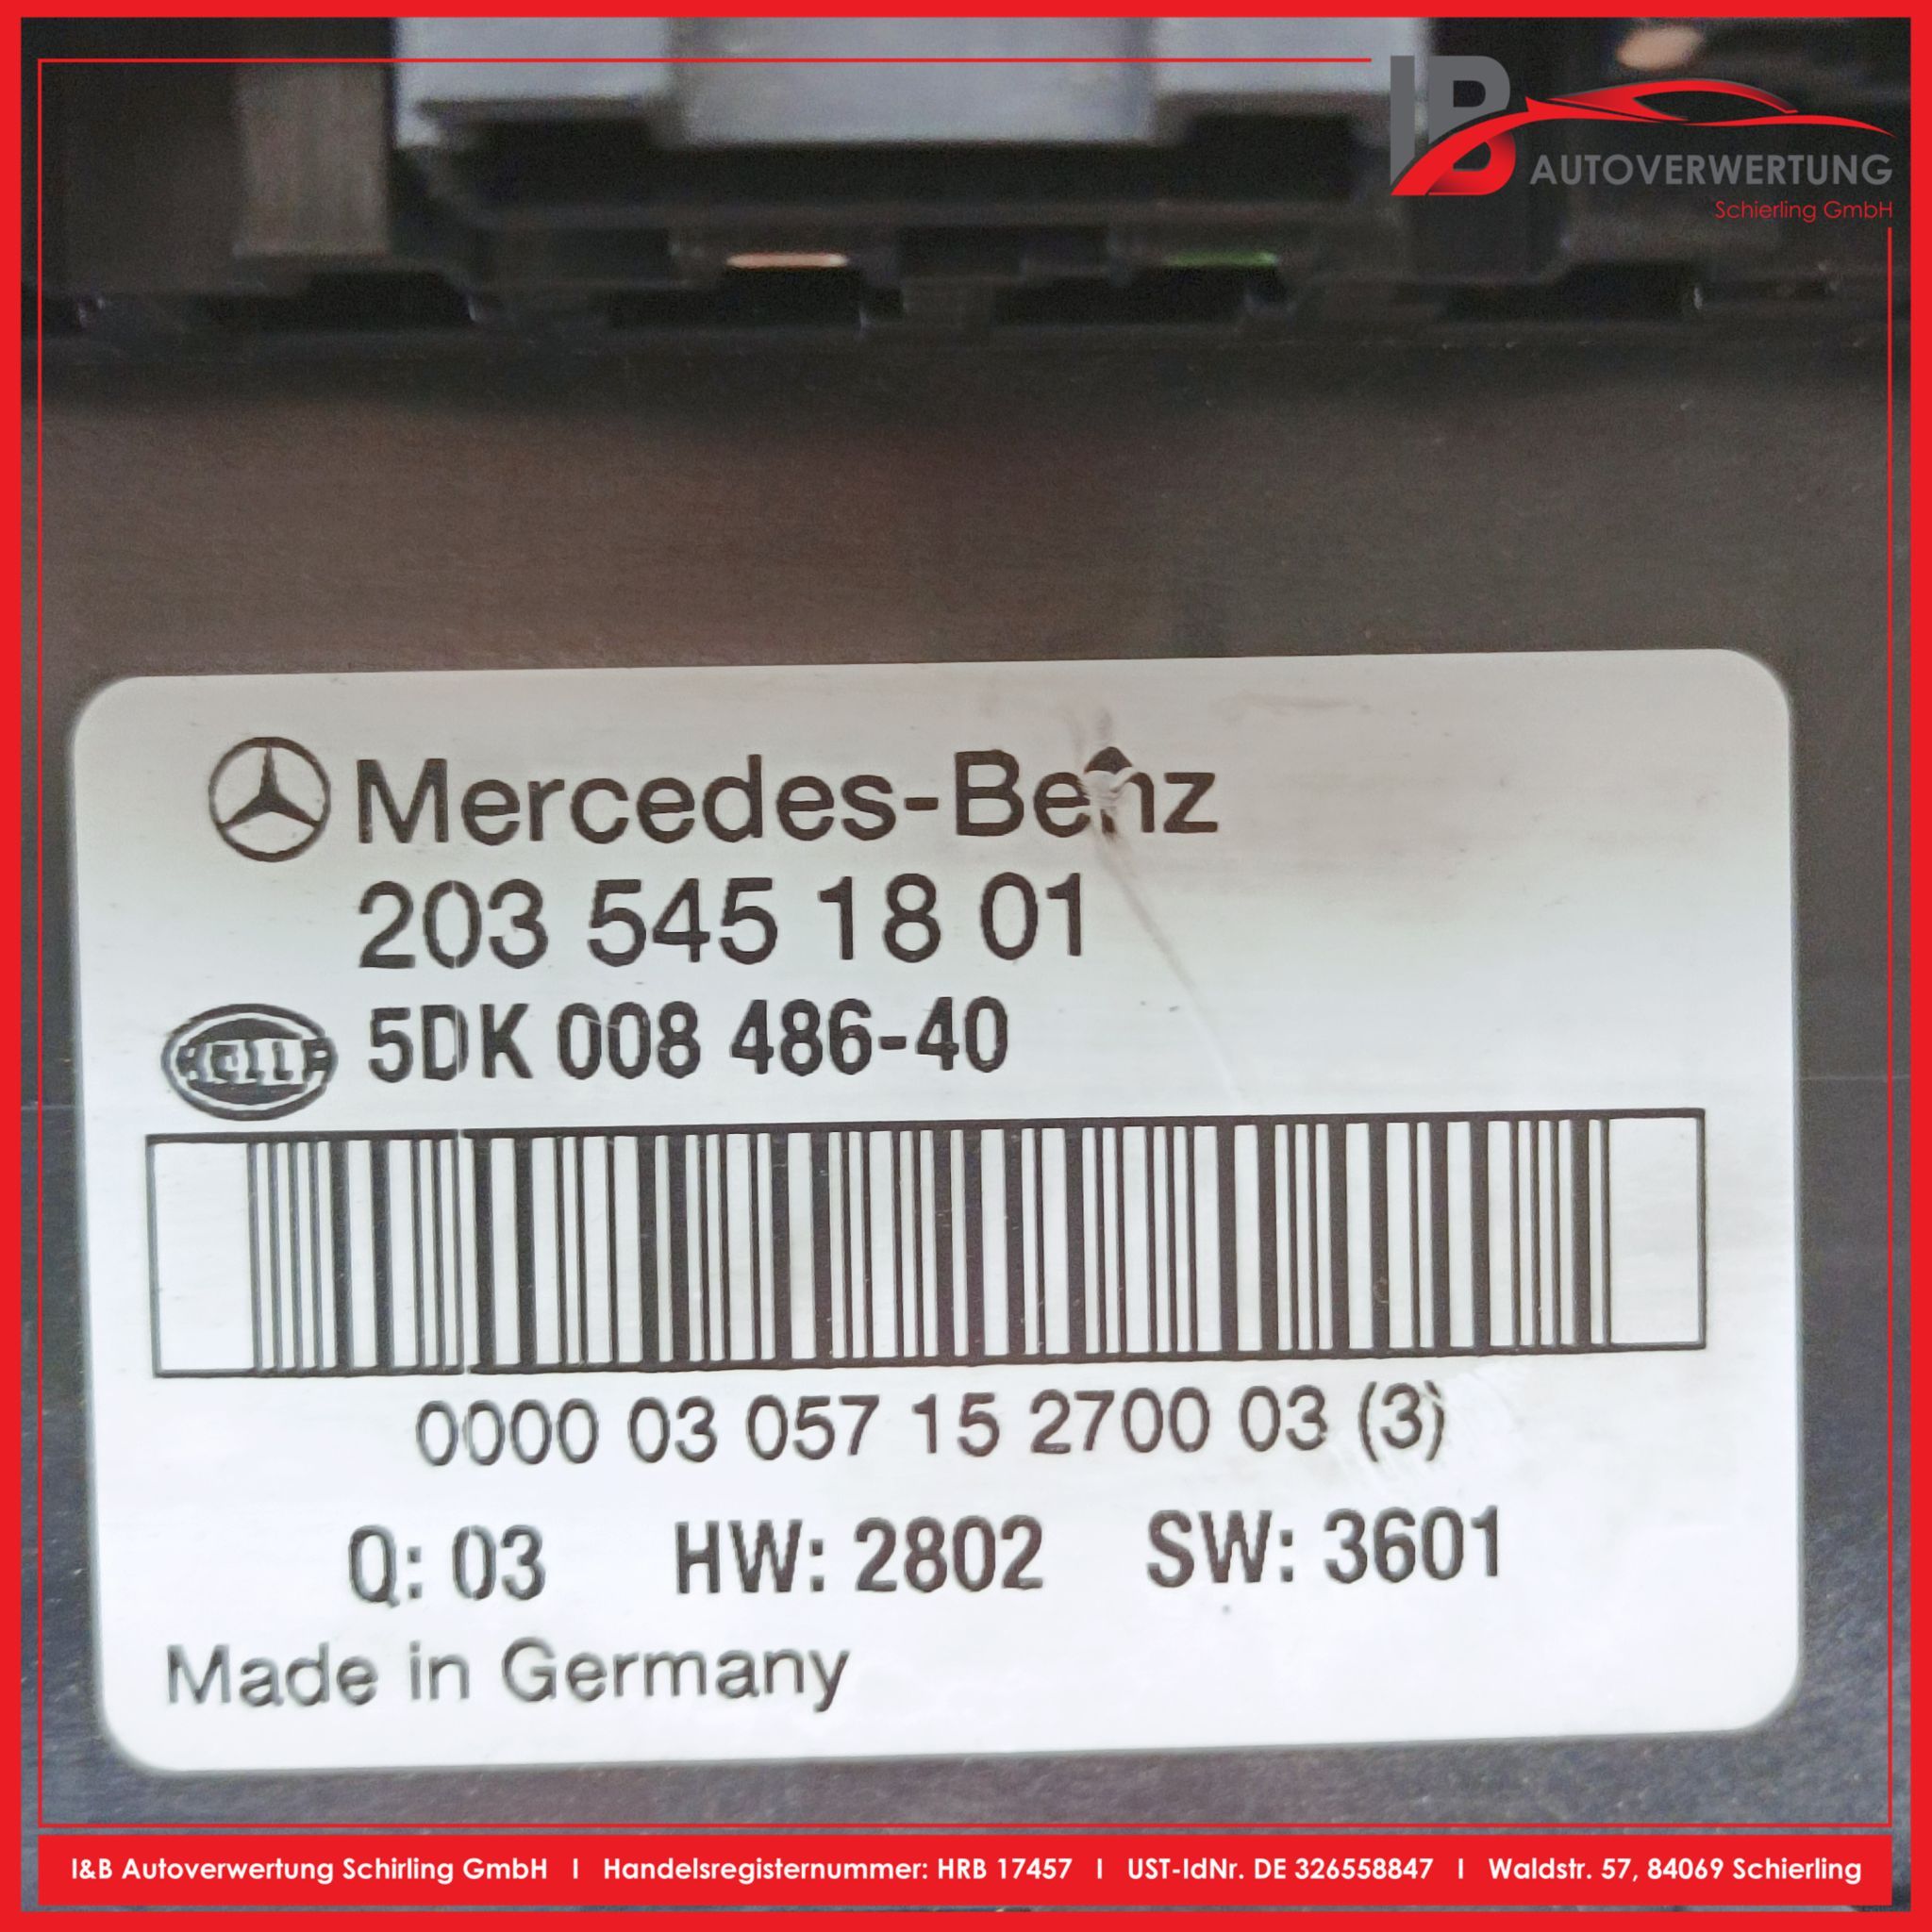 IB AUTOVERWERTUNG
Schierling GmbH
Mercedes-Benz
203 545 18 01
HELLA 5DK 008 486-40
0000 03 057 15 2700 03 (3)
Q: 03 HW: 2802 SW: 3601
Made in Germany
I&B Autoverwertung Schirling GmbH | Handelsregisternummer: HRB 17457 | UST-IdNr. DE 326558847 | Waldstr. 57, 84069 Schierling